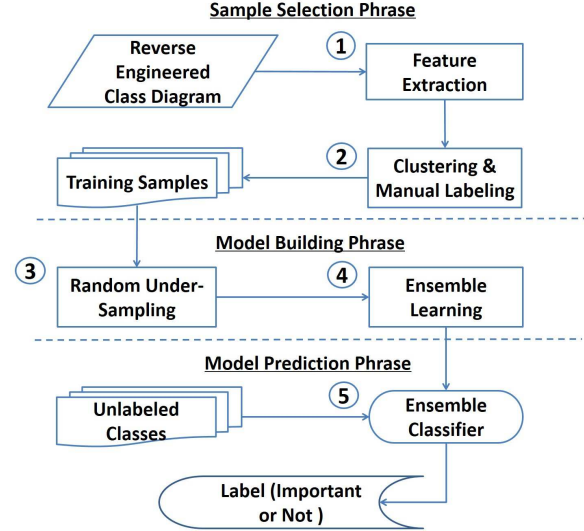 Sample Selection Phrase
Reverse
Engineered
Class Diagram
1
Feature
Extraction
2
Training Samples
Clustering &
Manual Labeling
Model Building Phrase
3
Random Under-
Sampling
4
Ensemble
Learning
Model Prediction Phrase
Unlabeled
Classes
5
Ensemble
Classifier
Label (Important
or Not )